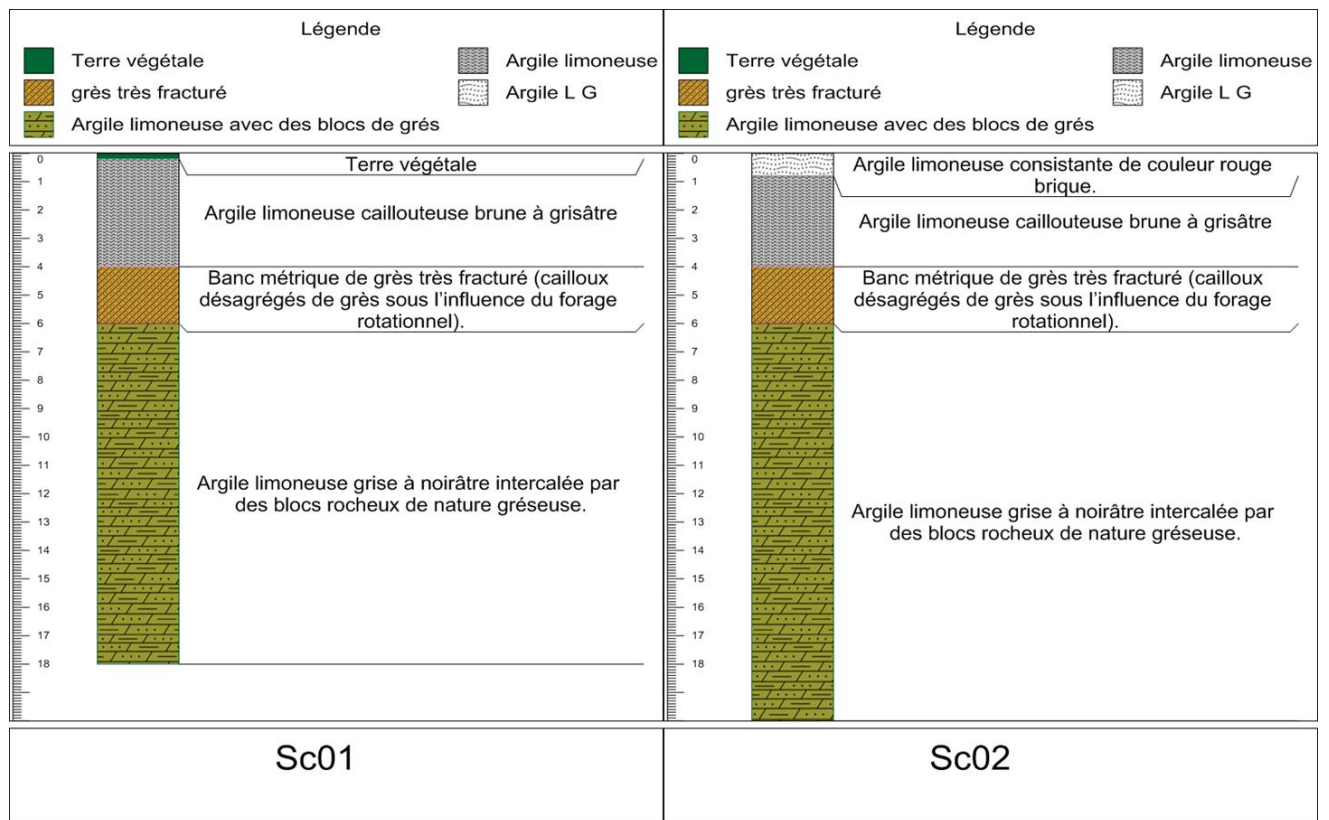 Légende
Terre végétale
Argile limoneuse
grès très fracturé
Argile L G
Argile limoneuse avec des blocs de grés
Légende
Terre végétale
Argile limoneuse
grès très fracturé
Argile L G
Argile limoneuse avec des blocs de grés
0
1
2
3
4
5
6
7
8
9
10
11
12
13
14
15
16
17
18
Terre végétale
Argile limoneuse caillouteuse brune à grisâtre
Banc métrique de grès très fracturé (cailloux
désagrégés de grès sous l'influence du forage
rotationnel).
Argile limoneuse grise à noirâtre intercalée par
des blocs rocheux de nature gréseuse.
0
1
2
3
4
5
6
7
8
9
10
11
12
13
14
15
16
17
18
Argile limoneuse consistante de couleur rouge
brique.
Argile limoneuse caillouteuse brune à grisâtre
Banc métrique de grès très fracturé (cailloux
désagrégés de grès sous l'influence du forage
rotationnel).
Argile limoneuse grise à noirâtre intercalée par
des blocs rocheux de nature gréseuse.
Sc01
Sc02